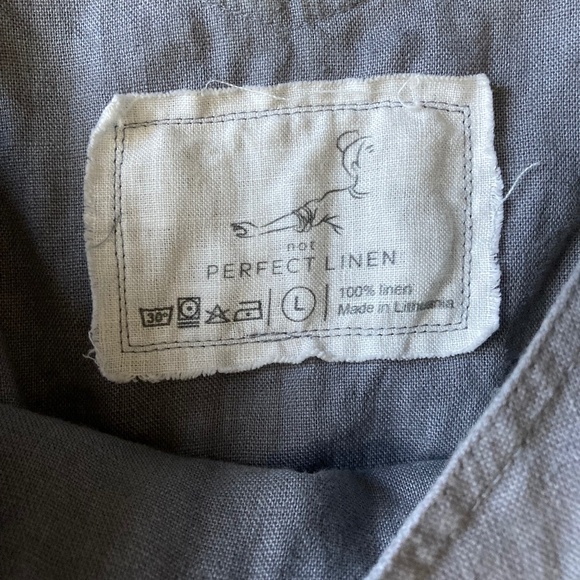 not
PERFECT LINEN
30° L 100% linen
Made in Lithuania